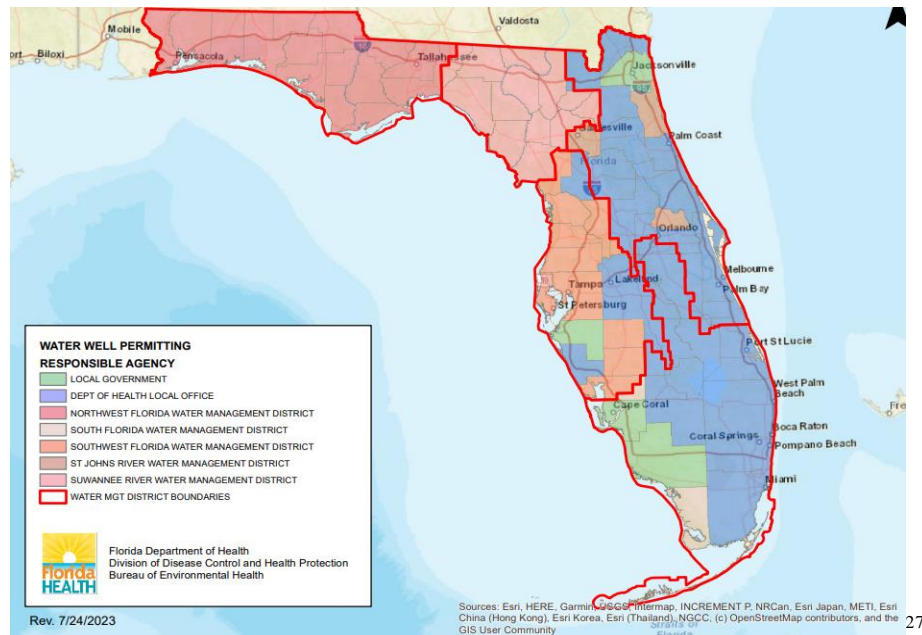 Valdosta
Mobile
ort
Biloxi
Pensacola
Tallahassee
Jacksonville
Palm Coast
Florida
Orlando
Melbourne
Palm Bay
Tampa
Lakeland
St Petersburg
Port St Lucie
West Palm
Beach
Cape Coral
Boca Raton
Coral Springs
Pompano Beach
Miami
Fre
WATER WELL PERMITTING
RESPONSIBLE AGENCY
LOCAL GOVERNMENT
DEPT OF HEALTH LOCAL OFFICE
NORTHWEST FLORIDA WATER MANAGEMENT DISTRICT
SOUTH FLORIDA WATER MANAGEMENT DISTRICT
SOUTHWEST FLORIDA WATER MANAGEMENT DISTRICT
ST JOHNS RIVER WATER MANAGEMENT DISTRICT
SUWANNEE RIVER WATER MANAGEMENT DISTRICT
WATER MGT DISTRICT BOUNDARIES
Florida
HEALTH
Florida Department of Health
Division of Disease Control and Health Protection
Bureau of Environmental Health
Rev. 7/24/2023
Sources: Esri, HERE, Garmin, USGS, Intermap, INCREMENT P, NRCan, Esri Japan, METI, Esri
China (Hong Kong), Esri Korea, Esri (Thailand), NGCC, (c) OpenStreetMap contributors, and the
GIS User Community
Straits of
Florida
27